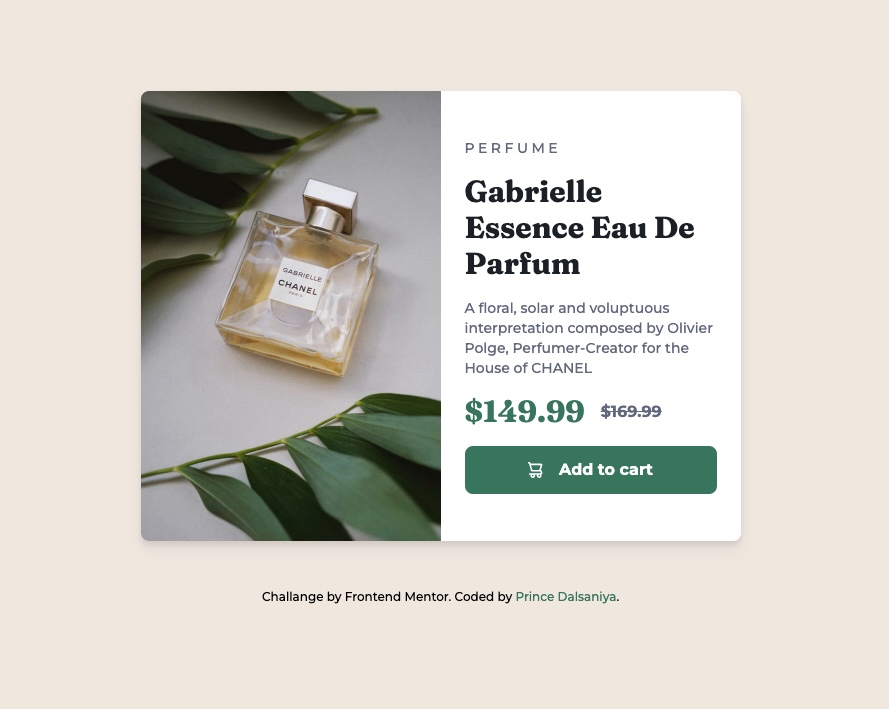 GABRIELLE
CHANEL
PARIS
PERFUME
Gabrielle
Essence Eau De
Parfum
A floral, solar and voluptuous
interpretation composed by Olivier
Polge, Perfumer-Creator for the
House of CHANEL
$149.99 $169.99
Add to cart
Challange by Frontend Mentor. Coded by Prince Dalsaniya.